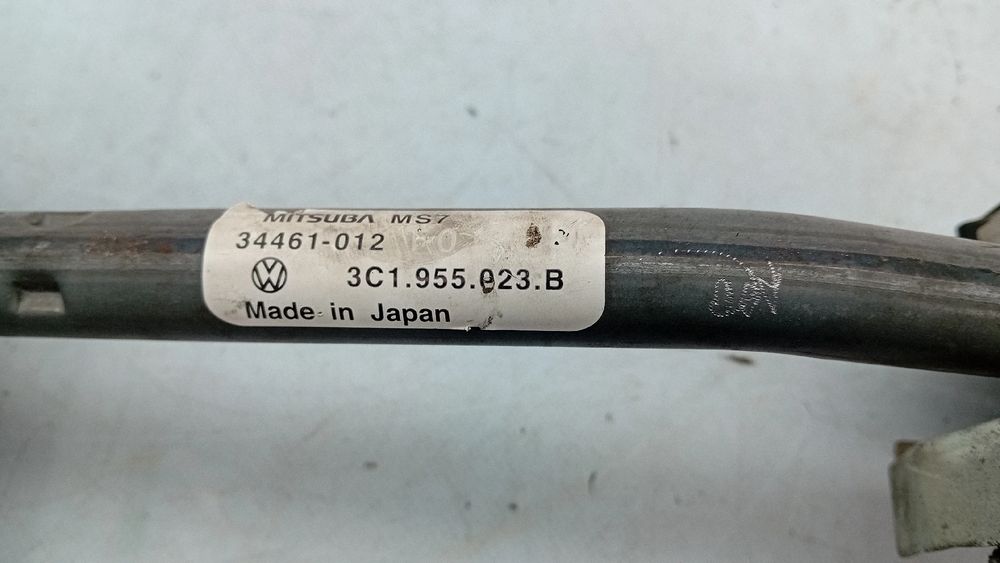 MITSUBA MS7
34461-012
3C1.955.023.B
Made in Japan